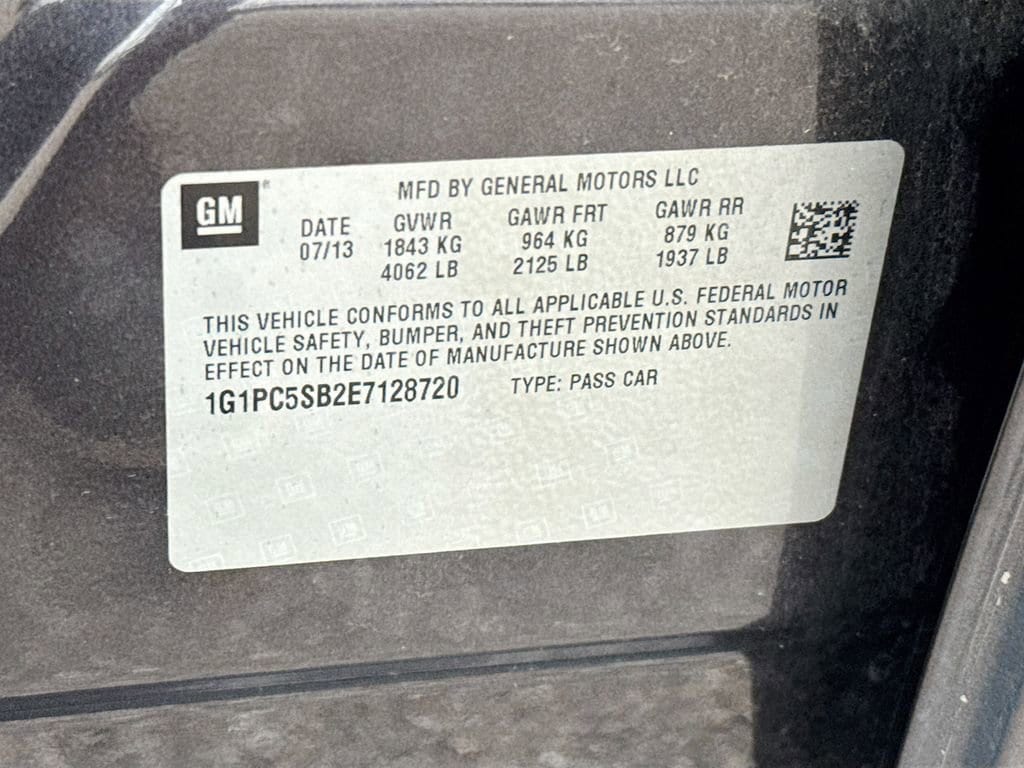 GM
MFD BY GENERAL MOTORS LLC
DATE GVWR GAWR FRT GAWR RR
07/13 1843 KG 964 KG 879 KG
4062 LB 2125 LB 1937 LB
THIS VEHICLE CONFORMS TO ALL APPLICABLE U.S. FEDERAL MOTOR
VEHICLE SAFETY, BUMPER, AND THEFT PREVENTION STANDARDS IN
EFFECT ON THE DATE OF MANUFACTURE SHOWN ABOVE.
1G1PC5SB2E7128720 TYPE: PASS CAR